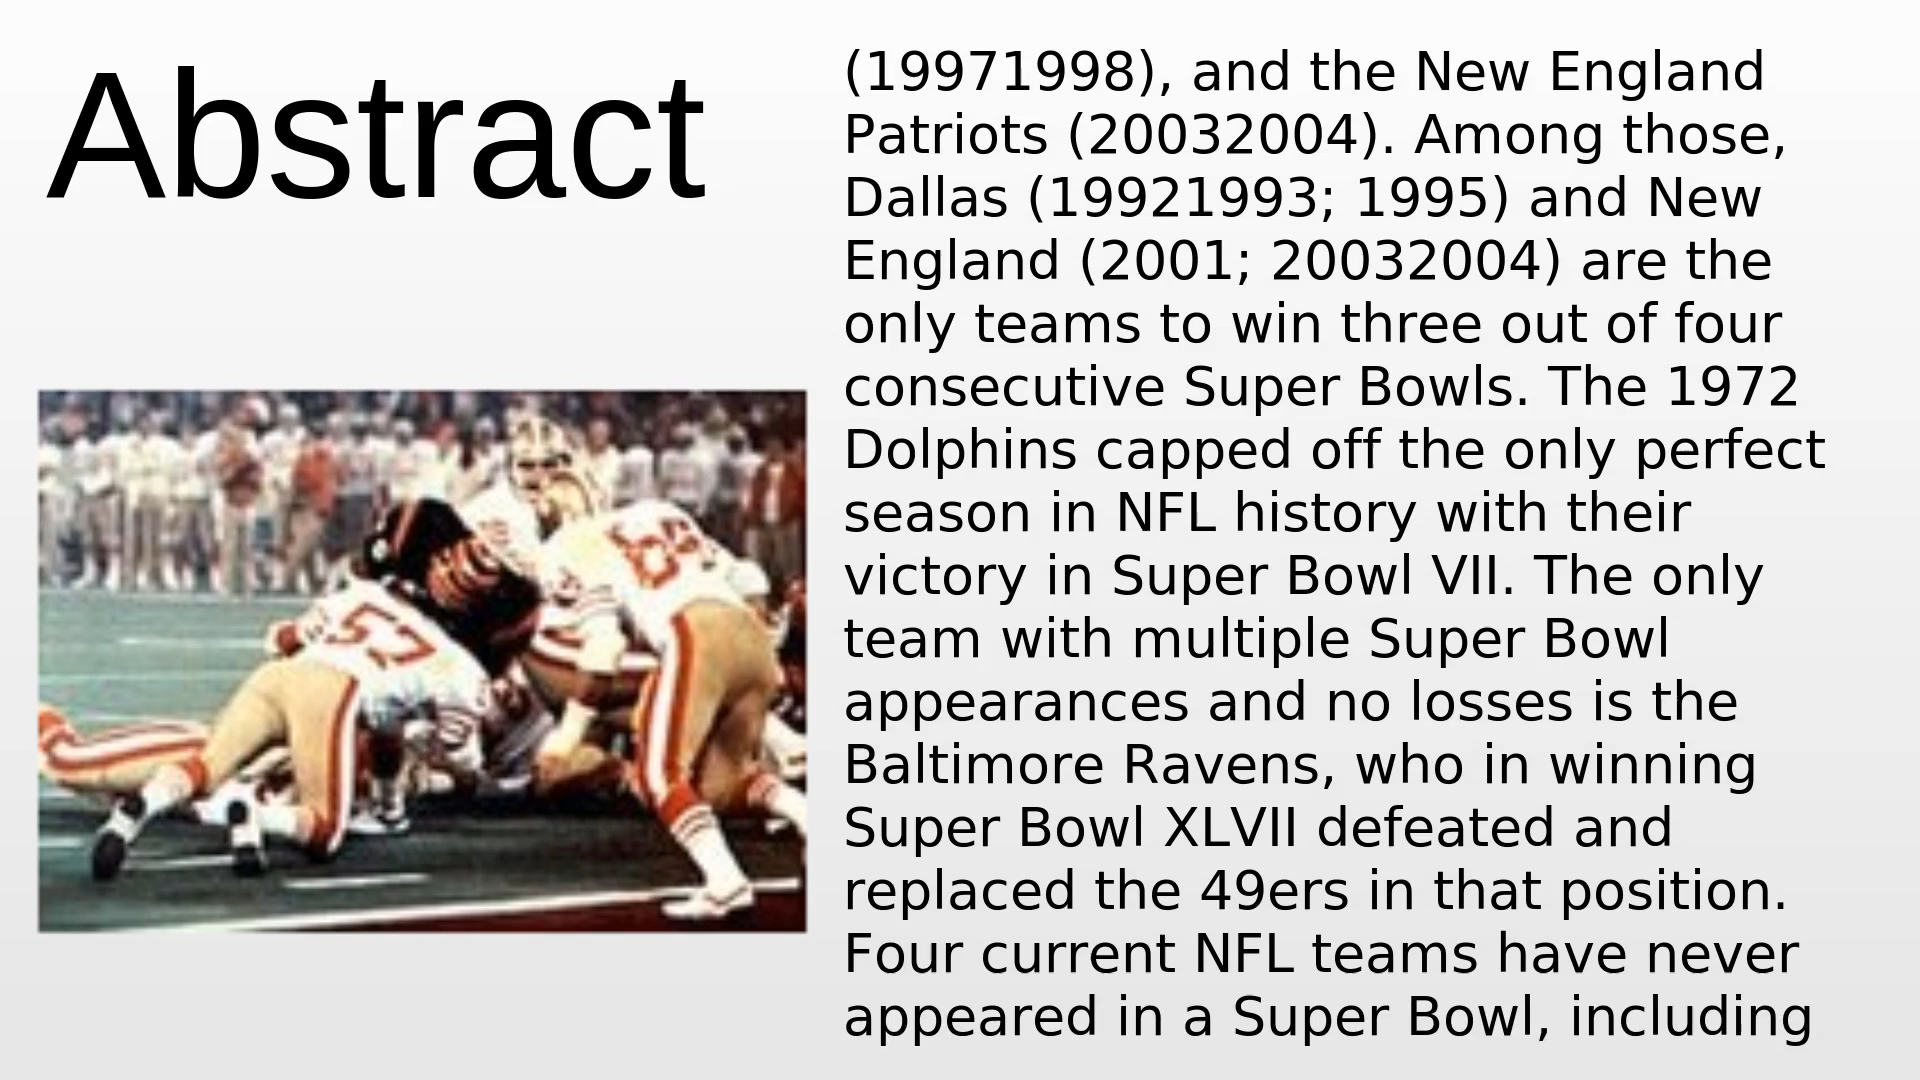 Abstract
(19971998), and the New England
Patriots (20032004). Among those,
Dallas (19921993; 1995) and New
England (2001; 20032004) are the
only teams to win three out of four
consecutive Super Bowls. The 1972
Dolphins capped off the only perfect
season in NFL history with their
victory in Super Bowl VII. The only
team with multiple Super Bowl
appearances and no losses is the
Baltimore Ravens, who in winning
Super Bowl XLVII defeated and
replaced the 49ers in that position.
Four current NFL teams have never
appeared in a Super Bowl, including
57